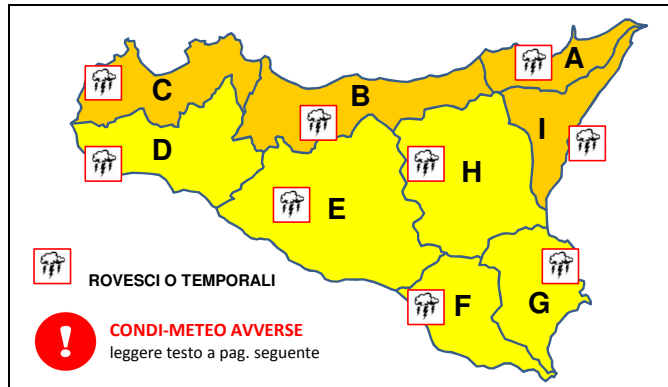 A
C
B
I
D
H
E
F
G
ROVESCI O TEMPORALI
! CONDI-METEO AVVERSE
leggere testo a pag. seguente